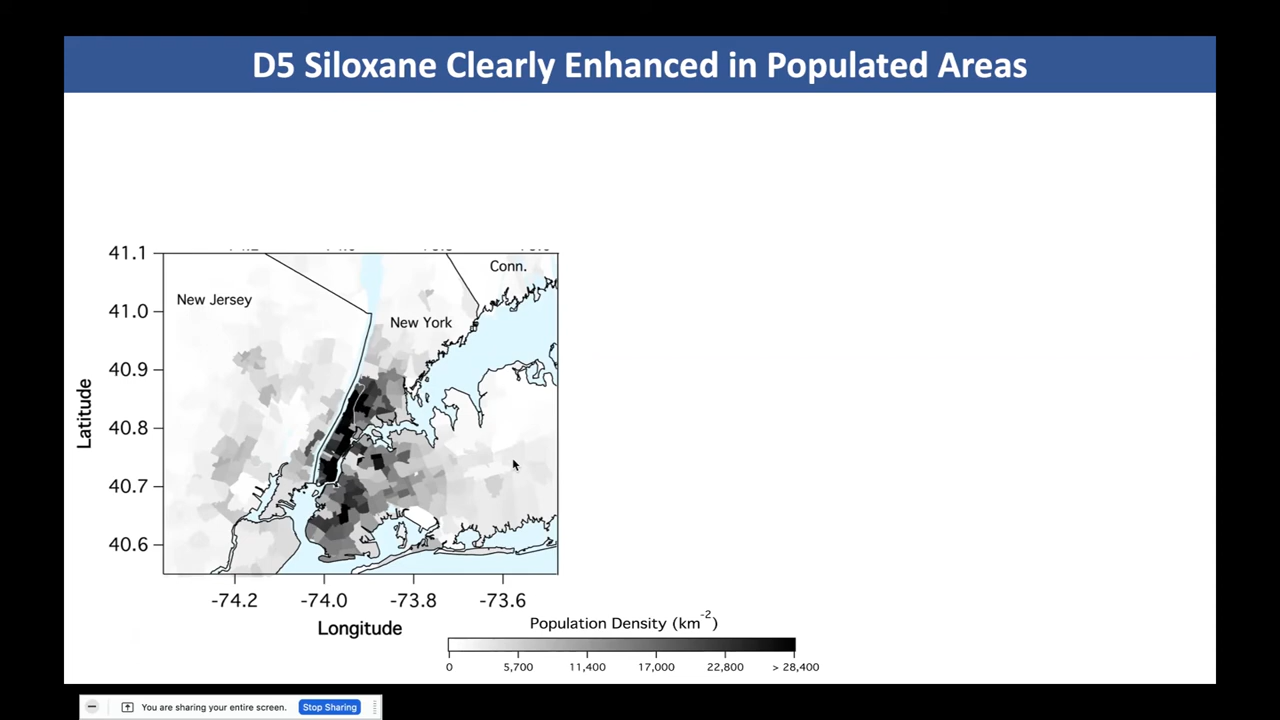 D5 Siloxane Clearly Enhanced in Populated Areas
41.1
41.0
40.9
40.8
40.7
40.6
Latitude
New Jersey
New York
Conn.
-74.2
-74.0
-73.8
-73.6
Longitude
Population Density (km-2)
0
5,700
11,400
17,000
22,800
> 28,400
You are sharing your entire screen.
Stop Sharing